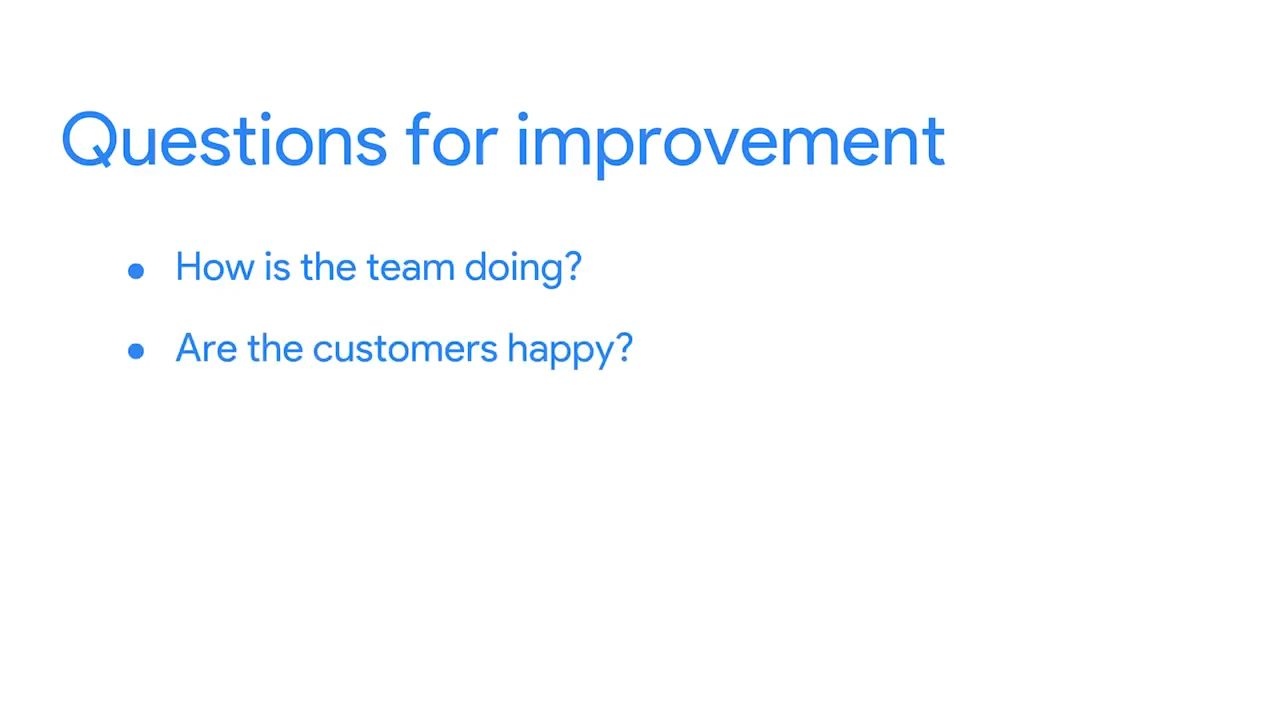 Questions for improvement
• How is the team doing?
• Are the customers happy?